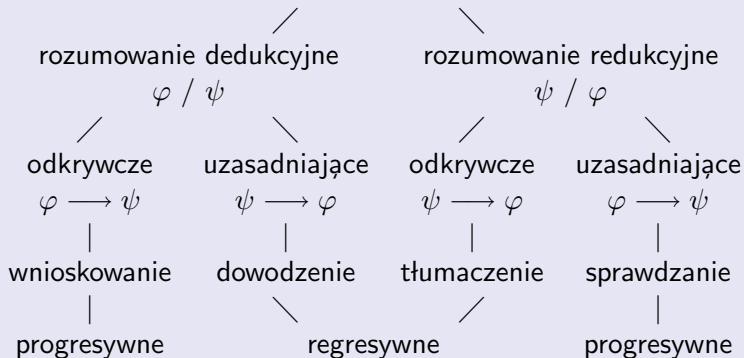 rozumowanie dedukcyjne rozumowanie redukcyjne
φ / ψ ψ / φ
odkrywcze uzasadniające odkrywcze uzasadniające
φ ⟶ ψ ψ ⟶ φ ψ ⟶ φ φ ⟶ ψ
wnioskowanie dowodzenie tłumaczenie sprawdzanie
progresywne regresywne progresywne